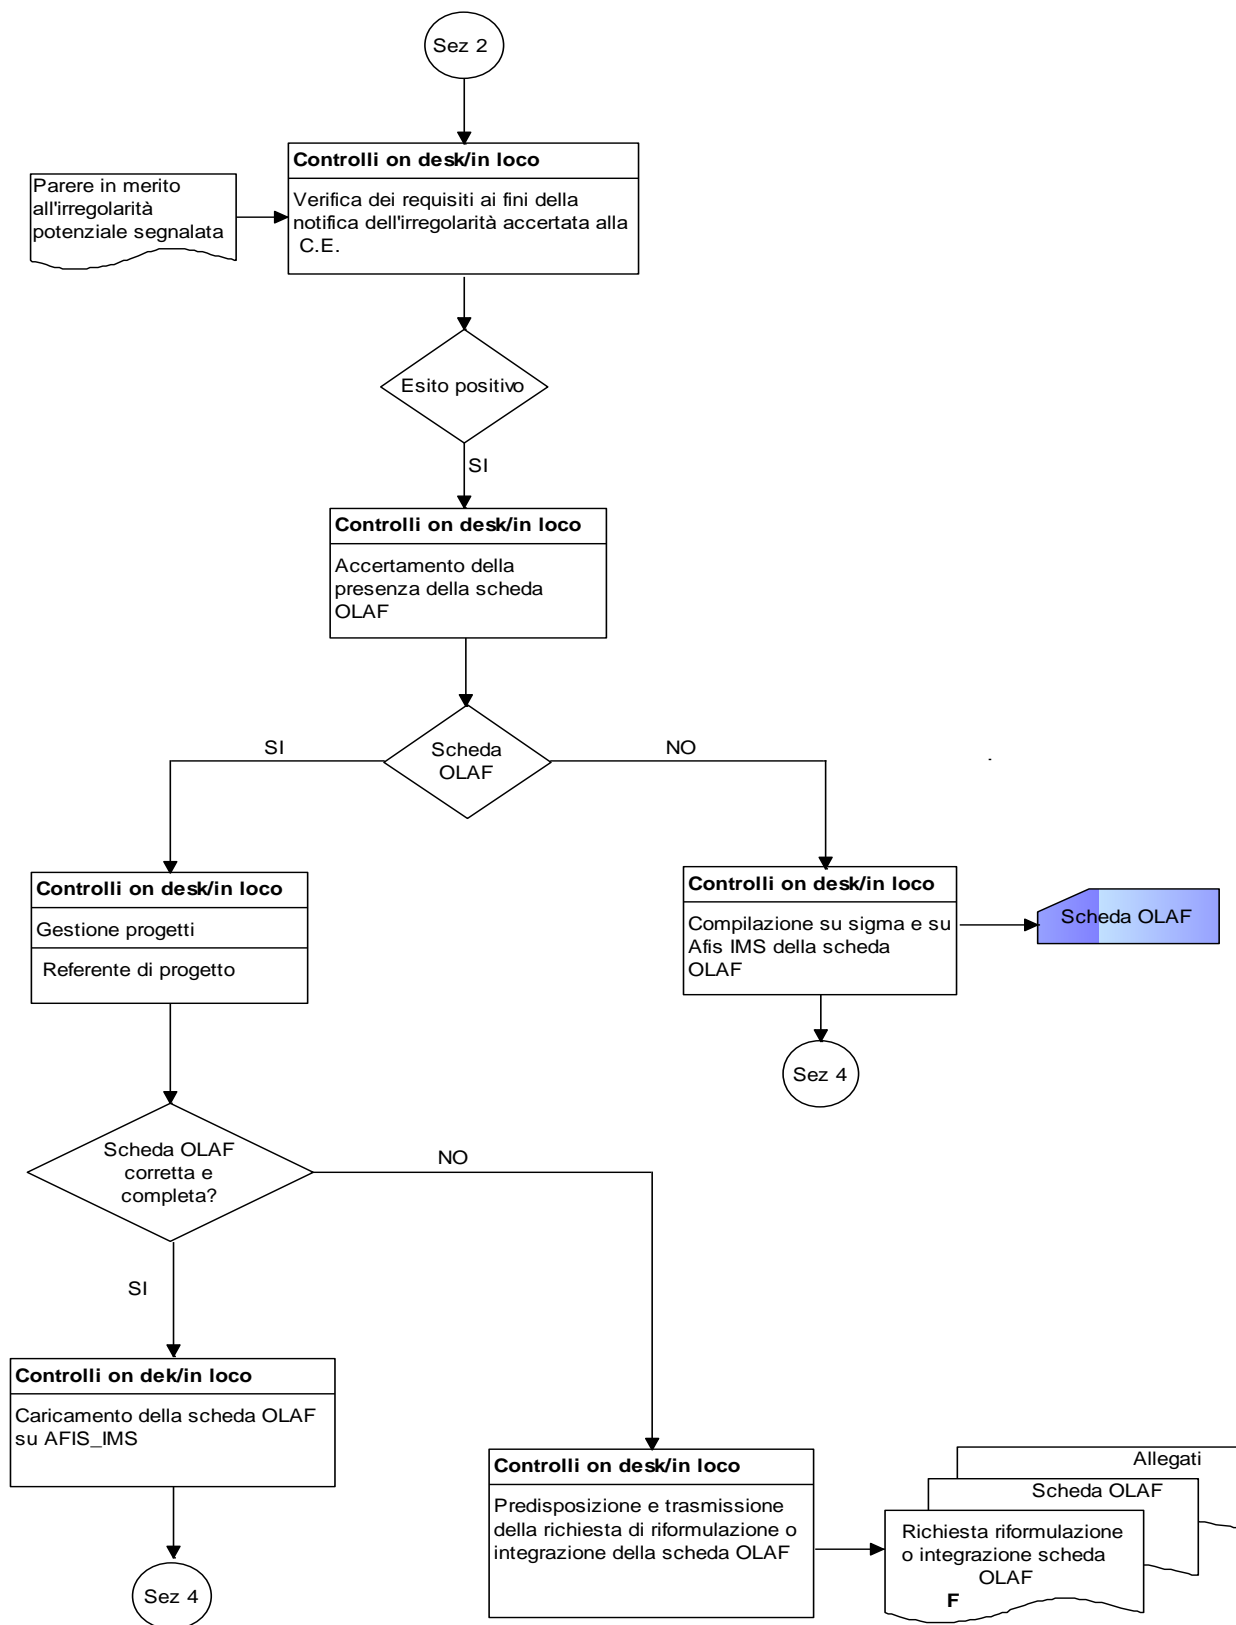 Sez 2
Controlli on desk/in loco
Verifica dei requisiti ai fini della
notifica dell'irregolarità accertata alla
C.E.
Parere in merito
all'irregolarità
potenziale segnalata
Esito positivo
SI
Controlli on desk/in loco
Accertamento della
presenza della scheda
OLAF
SI
Scheda
OLAF
NO
Controlli on desk/in loco
Gestione progetti
Referente di progetto
Controlli on desk/in loco
Compilazione su sigma e su
Afis IMS della scheda
OLAF
Scheda OLAF
Sez 4
Scheda OLAF
corretta e
completa?
NO
SI
Controlli on dek/in loco
Caricamento della scheda OLAF
su AFIS_IMS
Controlli on desk/in loco
Predisposizione e trasmissione
della richiesta di riformulazione o
integrazione della scheda OLAF
Allegati
Scheda OLAF
Richiesta riformulazione
o integrazione scheda
OLAF
F
Sez 4